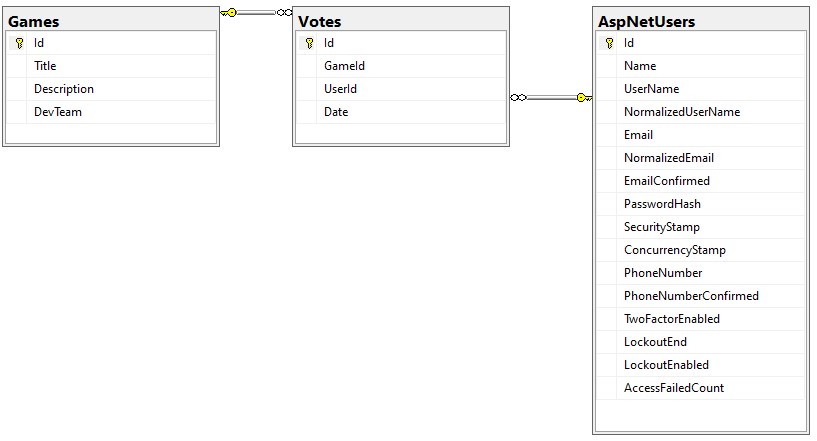 Games
Id
Title
Description
DevTeam
Votes
Id
GameId
UserId
Date
AspNetUsers
Id
Name
UserName
NormalizedUserName
Email
NormalizedEmail
EmailConfirmed
PasswordHash
SecurityStamp
ConcurrencyStamp
PhoneNumber
PhoneNumberConfirmed
TwoFactorEnabled
LockoutEnd
LockoutEnabled
AccessFailedCount